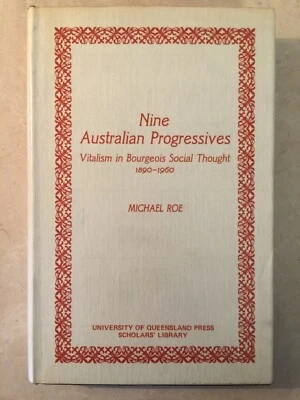 Nine
Australian Progressives
Vitalism in Bourgeois Social Thought
1890–1960
MICHAEL ROE
UNIVERSITY OF QUEENSLAND PRESS
SCHOLARS' LIBRARY